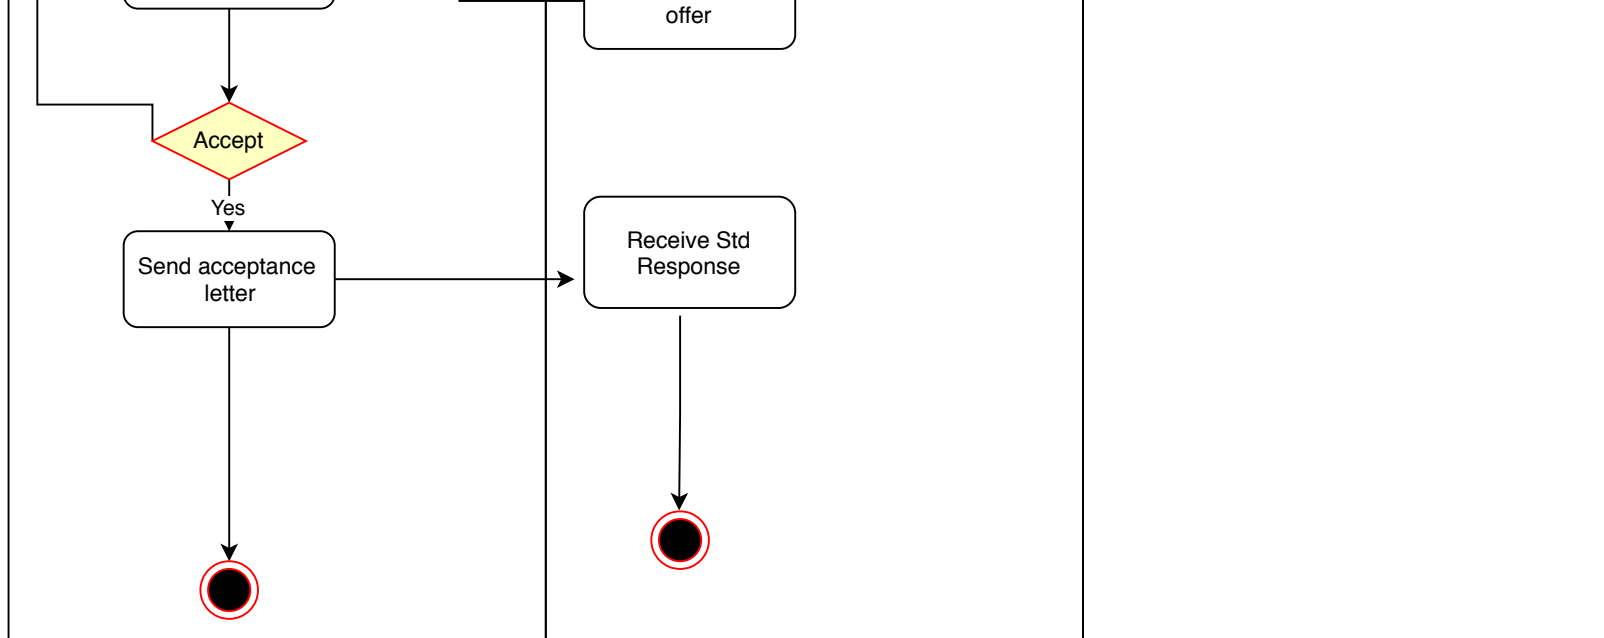 offer
Accept
Yes
Send acceptance
letter
Receive Std
Response